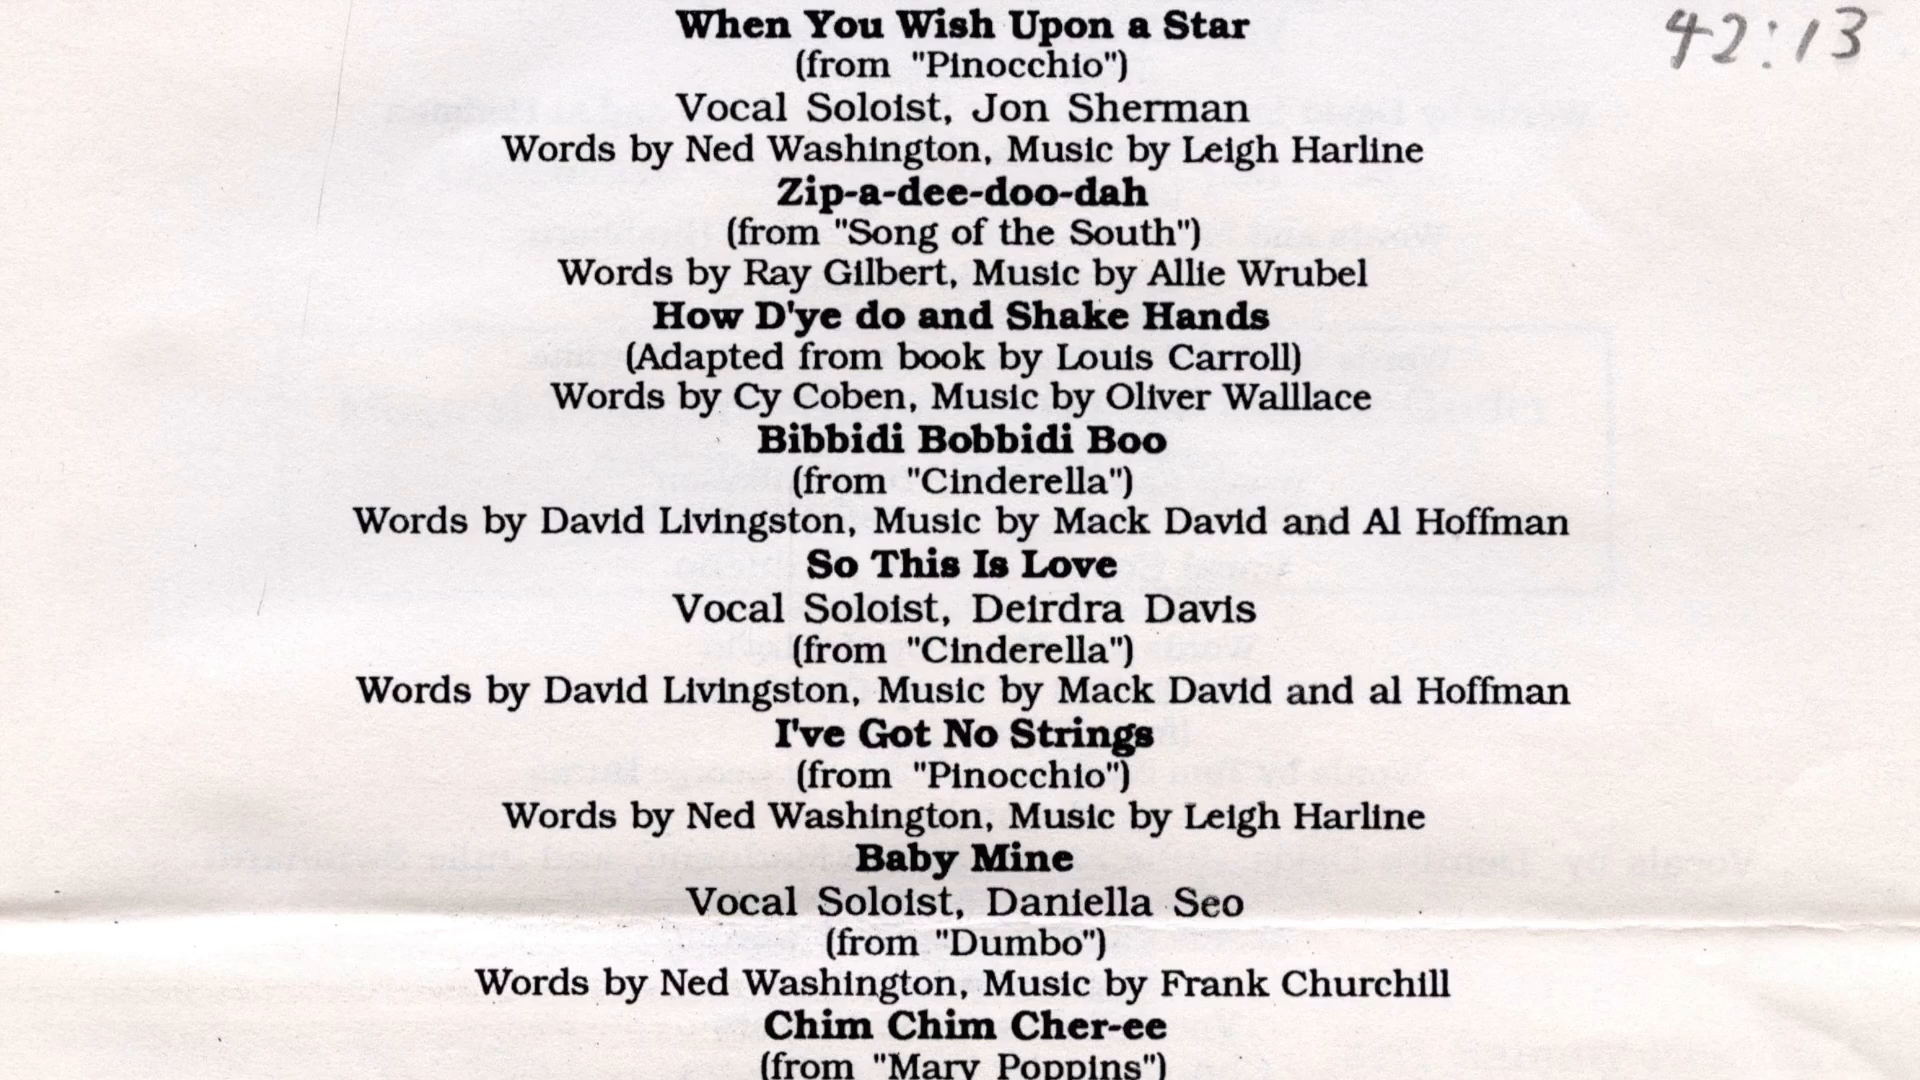 When You Wish Upon a Star
42:13
(from "Pinocchio")
Vocal Soloist, Jon Sherman
Words by Ned Washington, Music by Leigh Harline
Zip-a-dee-doo-dah
(from "Song of the South")
Words by Ray Gilbert, Music by Allie Wrubel
How D'ye do and Shake Hands
(Adapted from book by Louis Carroll)
Words by Cy Coben, Music by Oliver Walllace
Bibbidi Bobbidi Boo
(from "Cinderella")
Words by David Livingston, Music by Mack David and Al Hoffman
So This Is Love
Vocal Soloist, Deirdra Davis
(from "Cinderella")
Words by David Livingston, Music by Mack David and al Hoffman
I've Got No Strings
(from "Pinocchio")
Words by Ned Washington, Music by Leigh Harline
Baby Mine
Vocal Soloist, Daniella Seo
(from "Dumbo")
Words by Ned Washington, Music by Frank Churchill
Chim Chim Cher-ee
(from "Mary Poppins")